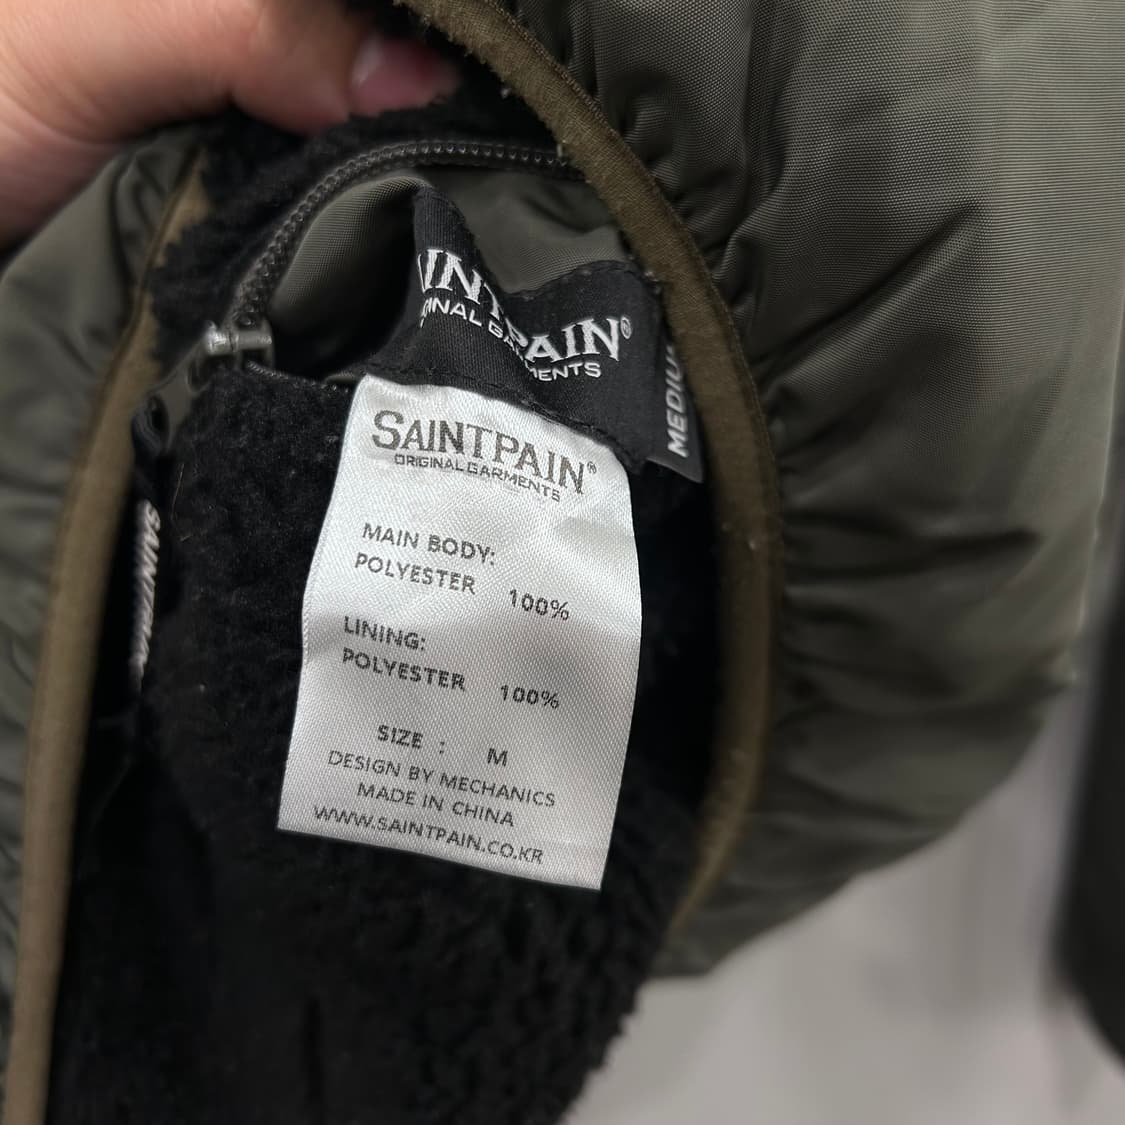 SAINTPAIN®
ORIGINAL GARMENTS
MEDIUM
SAINTPAIN®
ORIGINAL GARMENTS
MAIN BODY:
POLYESTER 100%
LINING:
POLYESTER 100%
SIZE : M
DESIGN BY MECHANICS
MADE IN CHINA
WWW.SAINTPAIN.CO.KR
SAINTPAIN